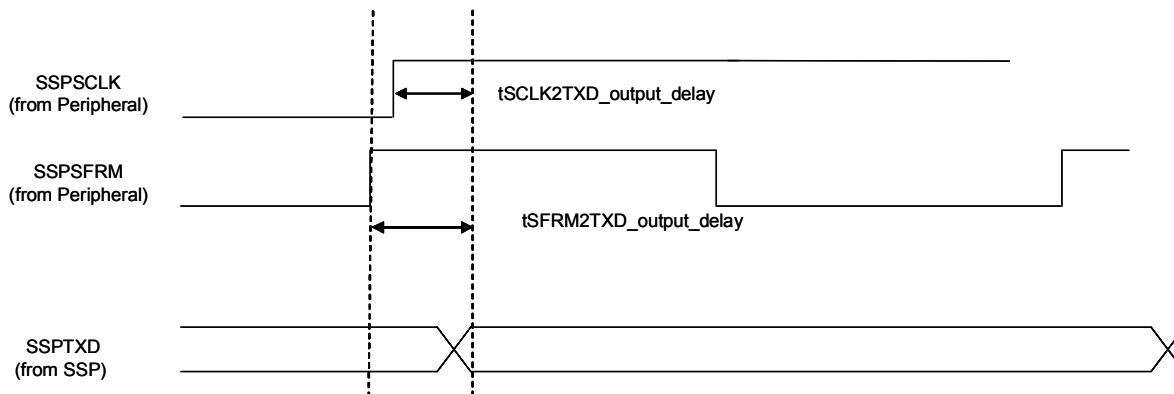 SSPSCLK
(from Peripheral)
tSCLK2TXD_output_delay
SSPSFRM
(from Peripheral)
tSFRM2TXD_output_delay
SSPTXD
(from SSP)